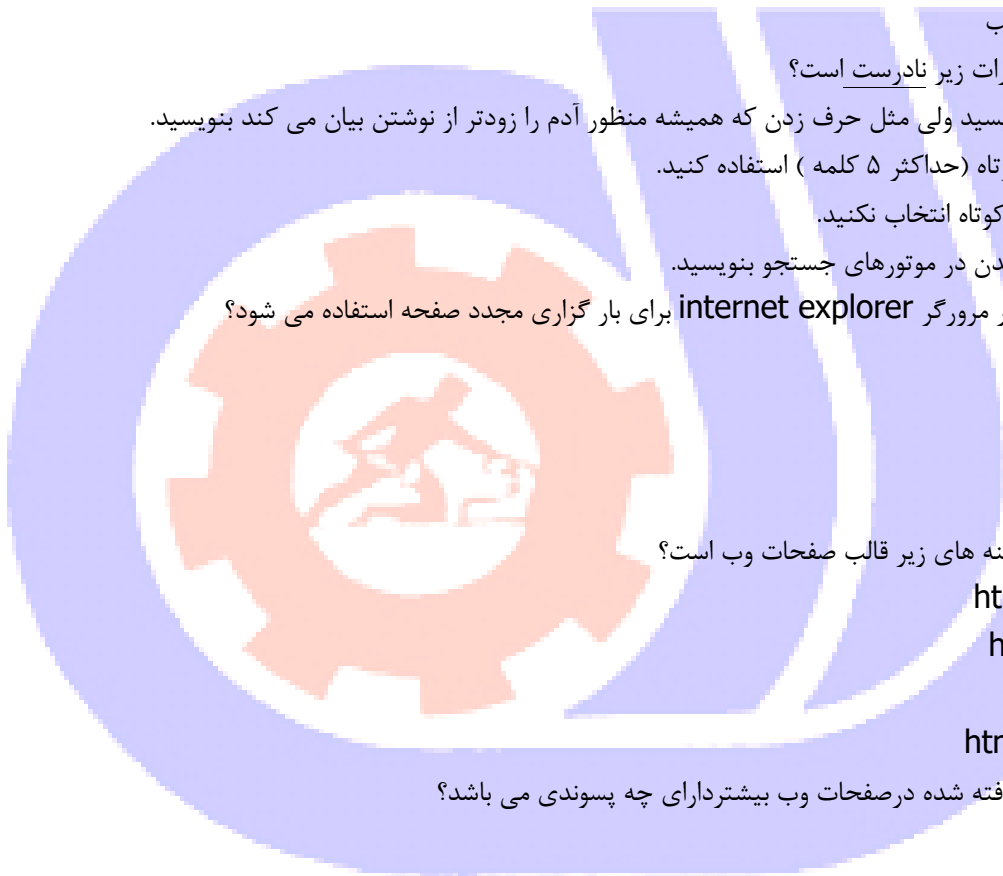 ب
رات زیر نادرست است؟
سید ولی مثل حرف زدن که همیشه منظور آدم را زودتر از نوشتن بیان می کند بنویسید.
تاه (حداکثر ۵ کلمه ) استفاده کنید.
کوتاه انتخاب نکنید.
دن در موتورهای جستجو بنویسید.
ر مرورگر internet explorer برای بار گزاری مجدد صفحه استفاده می شود؟
نه های زیر قالب صفحات وب است؟
ht
h
htr
فته شده درصفحات وب بیشتردارای چه پسوندی می باشد؟